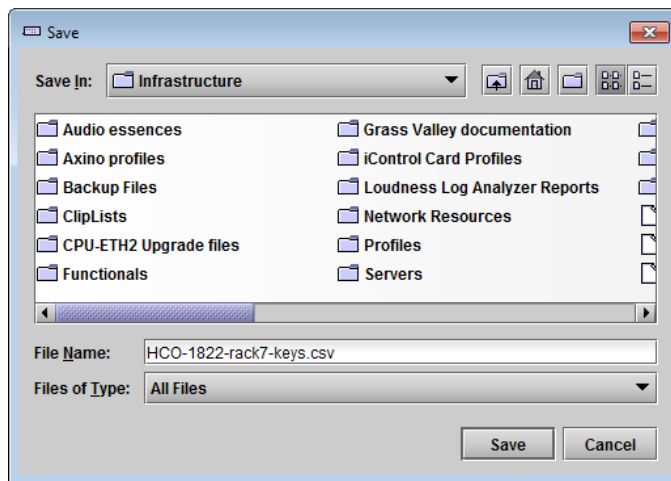 Save
Save In: Infrastructure
Audio essences
Axino profiles
Backup Files
ClipLists
CPU-ETH2 Upgrade files
Functionals
Grass Valley documentation
iControl Card Profiles
Loudness Log Analyzer Reports
Network Resources
Profiles
Servers
File Name: HCO-1822-rack7-keys.csv
Files of Type: All Files
Save Cancel